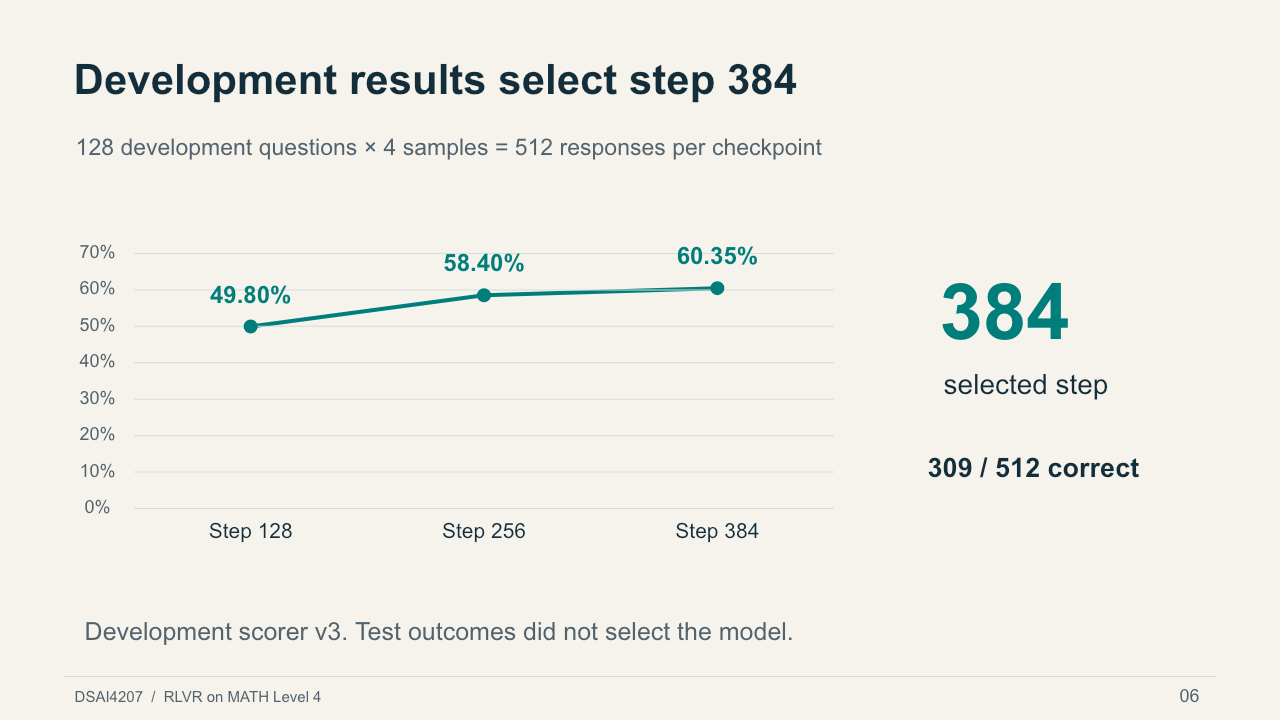 Development results select step 384
128 development questions × 4 samples = 512 responses per checkpoint
70%
60%
50%
40%
30%
20%
10%
0%
49.80%
58.40%
60.35%
Step 128
Step 256
Step 384
384
selected step
309 / 512 correct
Development scorer v3. Test outcomes did not select the model.
DSAI4207 / RLVR on MATH Level 4
06